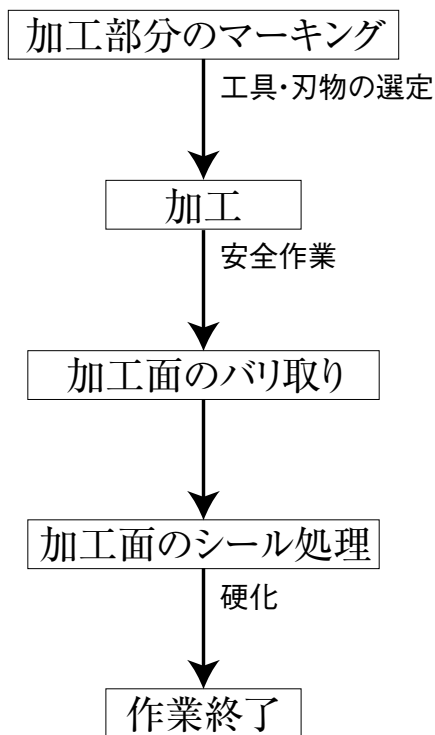 加工部分のマーキング
工具・刃物の選定
加工
安全作業
加工面のバリ取り
加工面のシール処理
硬化
作業終了